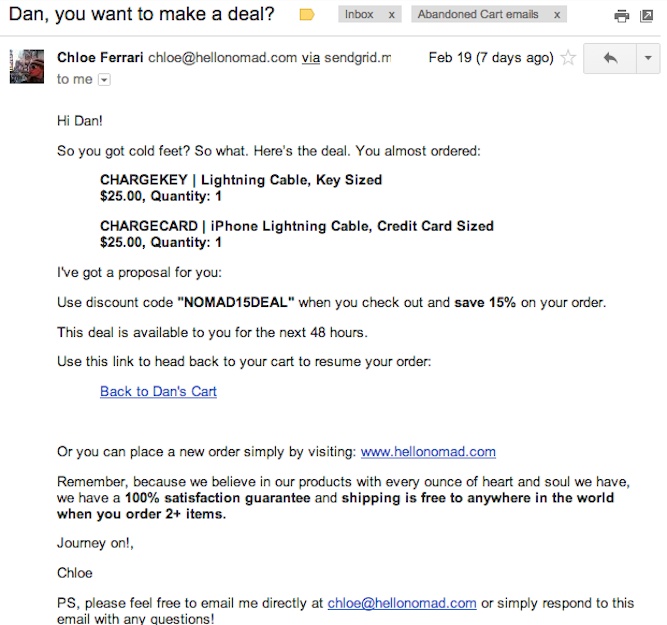 Dan, you want to make a deal? Inbox x Abandoned Cart emails x
Chloe Ferrari chloe@hellonomad.com via sendgrid.m Feb 19 (7 days ago)
to me
Hi Dan!
So you got cold feet? So what. Here's the deal. You almost ordered:
CHARGEKEY | Lightning Cable, Key Sized
$25.00, Quantity: 1
CHARGECARD | iPhone Lightning Cable, Credit Card Sized
$25.00, Quantity: 1
I've got a proposal for you:
Use discount code "NOMAD15DEAL" when you check out and save 15% on your order.
This deal is available to you for the next 48 hours.
Use this link to head back to your cart to resume your order:
Back to Dan's Cart
Or you can place a new order simply by visiting: www.hellonomad.com
Remember, because we believe in our products with every ounce of heart and soul we have,
we have a 100% satisfaction guarantee and shipping is free to anywhere in the world
when you order 2+ items.
Journey on!,
Chloe
PS, please feel free to email me directly at chloe@hellonomad.com or simply respond to this
email with any questions!